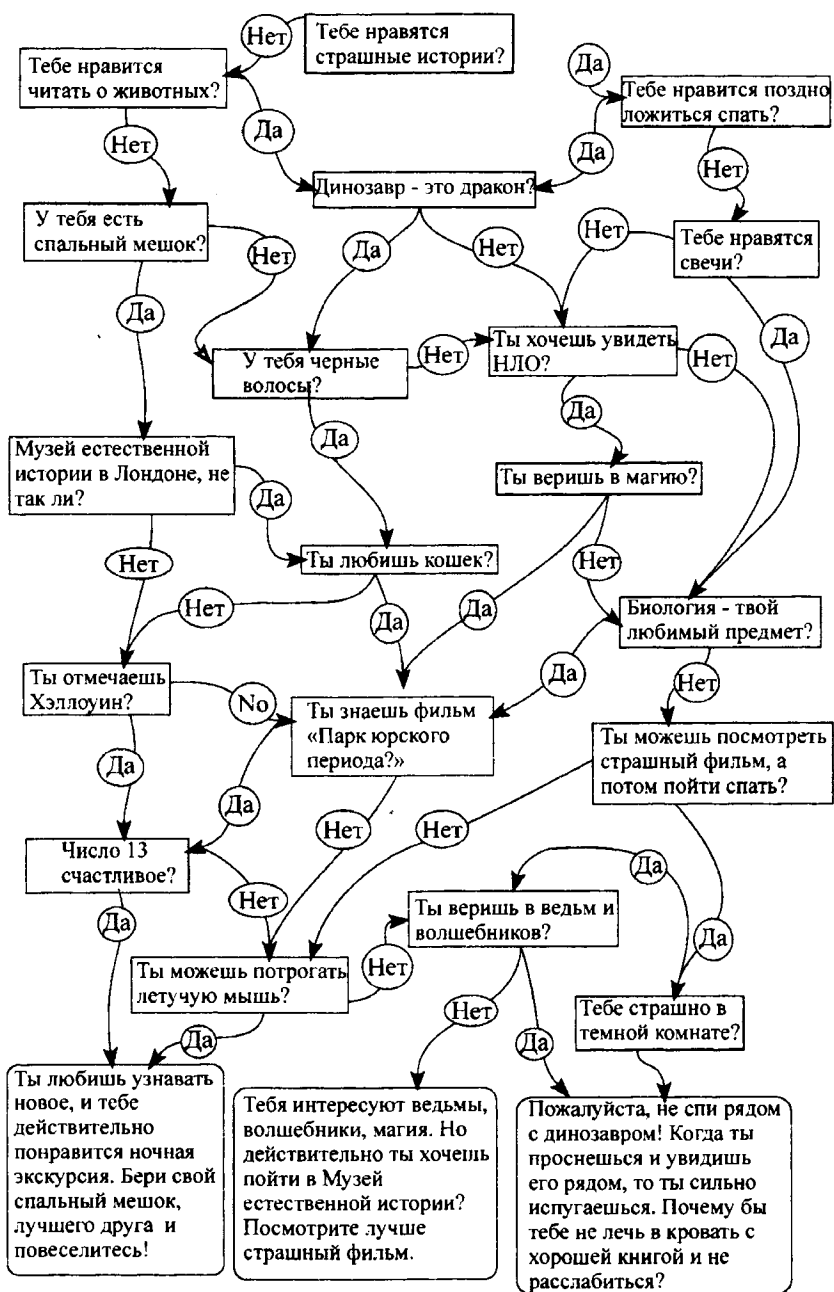 Нет
Тебе нравятся
страшные истории?
Тебе нравится
читать о животных?
Да
Тебе нравится поздно
ложиться спать?
Нет
Да
Да
Нет
Динозавр - это дракон?
У тебя есть
спальный мешок?
Нет
Да
Нет
Нет
Тебе нравятся
свечи?
Да
Да
У тебя черные
волосы?
Нет
Ты хочешь увидеть
НЛО?
Нет
Да
Да
Музей естественной
истории в Лондоне, не
так ли?
Да
Ты веришь в магию?
Нет
Ты любишь кошек?
Нет
Нет
Да
Да
Биология - твой
любимый предмет?
Ты отмечаешь
Хэллоуин?
No
Да
Нет
Ты знаешь фильм
«Парк юрского
периода?»
Ты можешь посмотреть
страшный фильм, а
потом пойти спать?
Да
Да
Нет
Нет
Число 13
счастливое?
Нет
Да
Да
Ты веришь в ведьм и
волшебников?
Да
Ты можешь потрогать
летучую мышь?
Нет
Нет
Тебе страшно в
темной комнате?
Да
Да
Ты любишь узнавать
новое, и тебе
действительно
понравится ночная
экскурсия. Бери свой
спальный мешок,
лучшего друга и
повеселитесь!
Тебя интересуют ведьмы,
волшебники, магия. Но
действительно ты хочешь
пойти в Музей
естественной истории?
Посмотрите лучше
страшный фильм.
Пожалуйста, не спи рядом
с динозавром! Когда ты
проснешься и увидишь
его рядом, то ты сильно
испугаешься. Почему бы
тебе не лечь в кровать с
хорошей книгой и не
расслабиться?